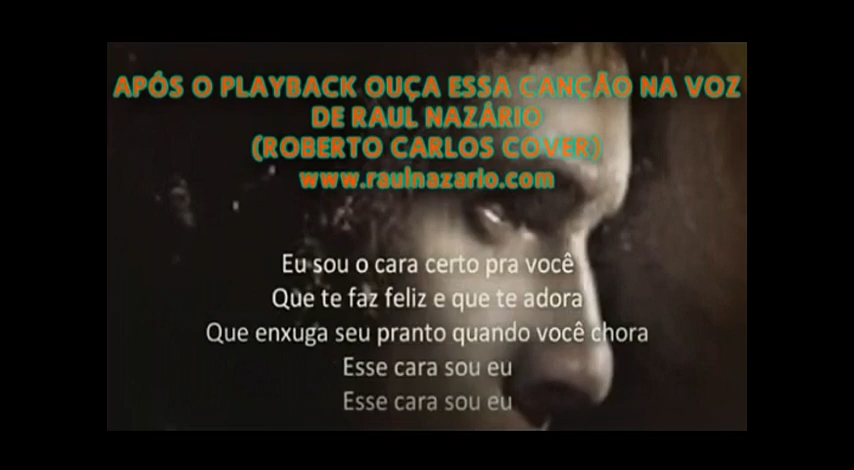 APÓS O PLAYBACK OUÇA ESSA CANÇÃO NA VOZ
DE RAUL NAZÁRIO
(ROBERTO CARLOS COVER)
www.raulnazario.com
Eu sou o cara certo pra você
Que te faz feliz e que te adora
Que enxuga seu pranto quando você chora
Esse cara sou eu
Esse cara sou eu